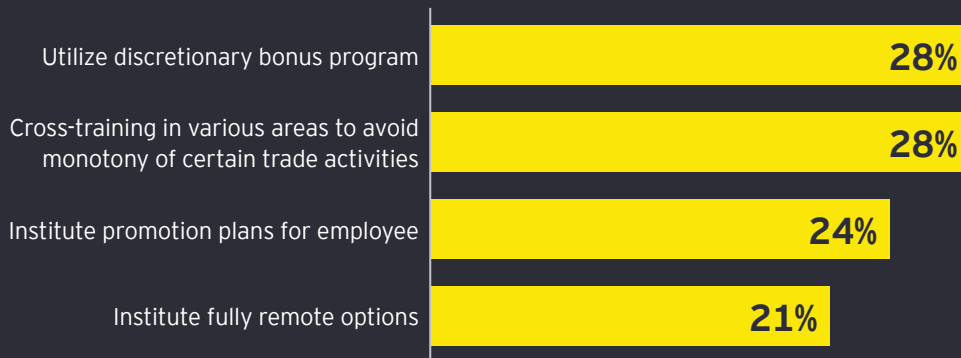 Utilize discretionary bonus program
28%
Cross-training in various areas to avoid
monotony of certain trade activities
28%
Institute promotion plans for employee
24%
Institute fully remote options
21%